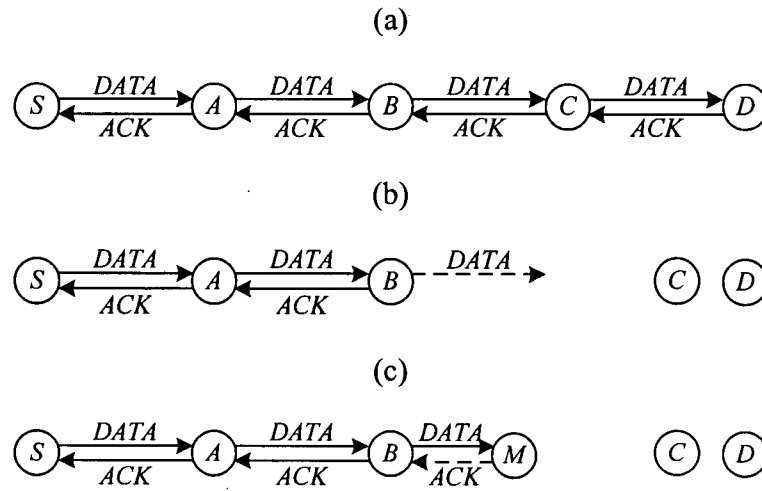 (a)
DATA DATA DATA DATA
S A B C D
ACK ACK ACK ACK
(b)
DATA DATA DATA
S A B C D
ACK ACK
(c)
DATA DATA DATA
S A B M C D
ACK ACK ACK